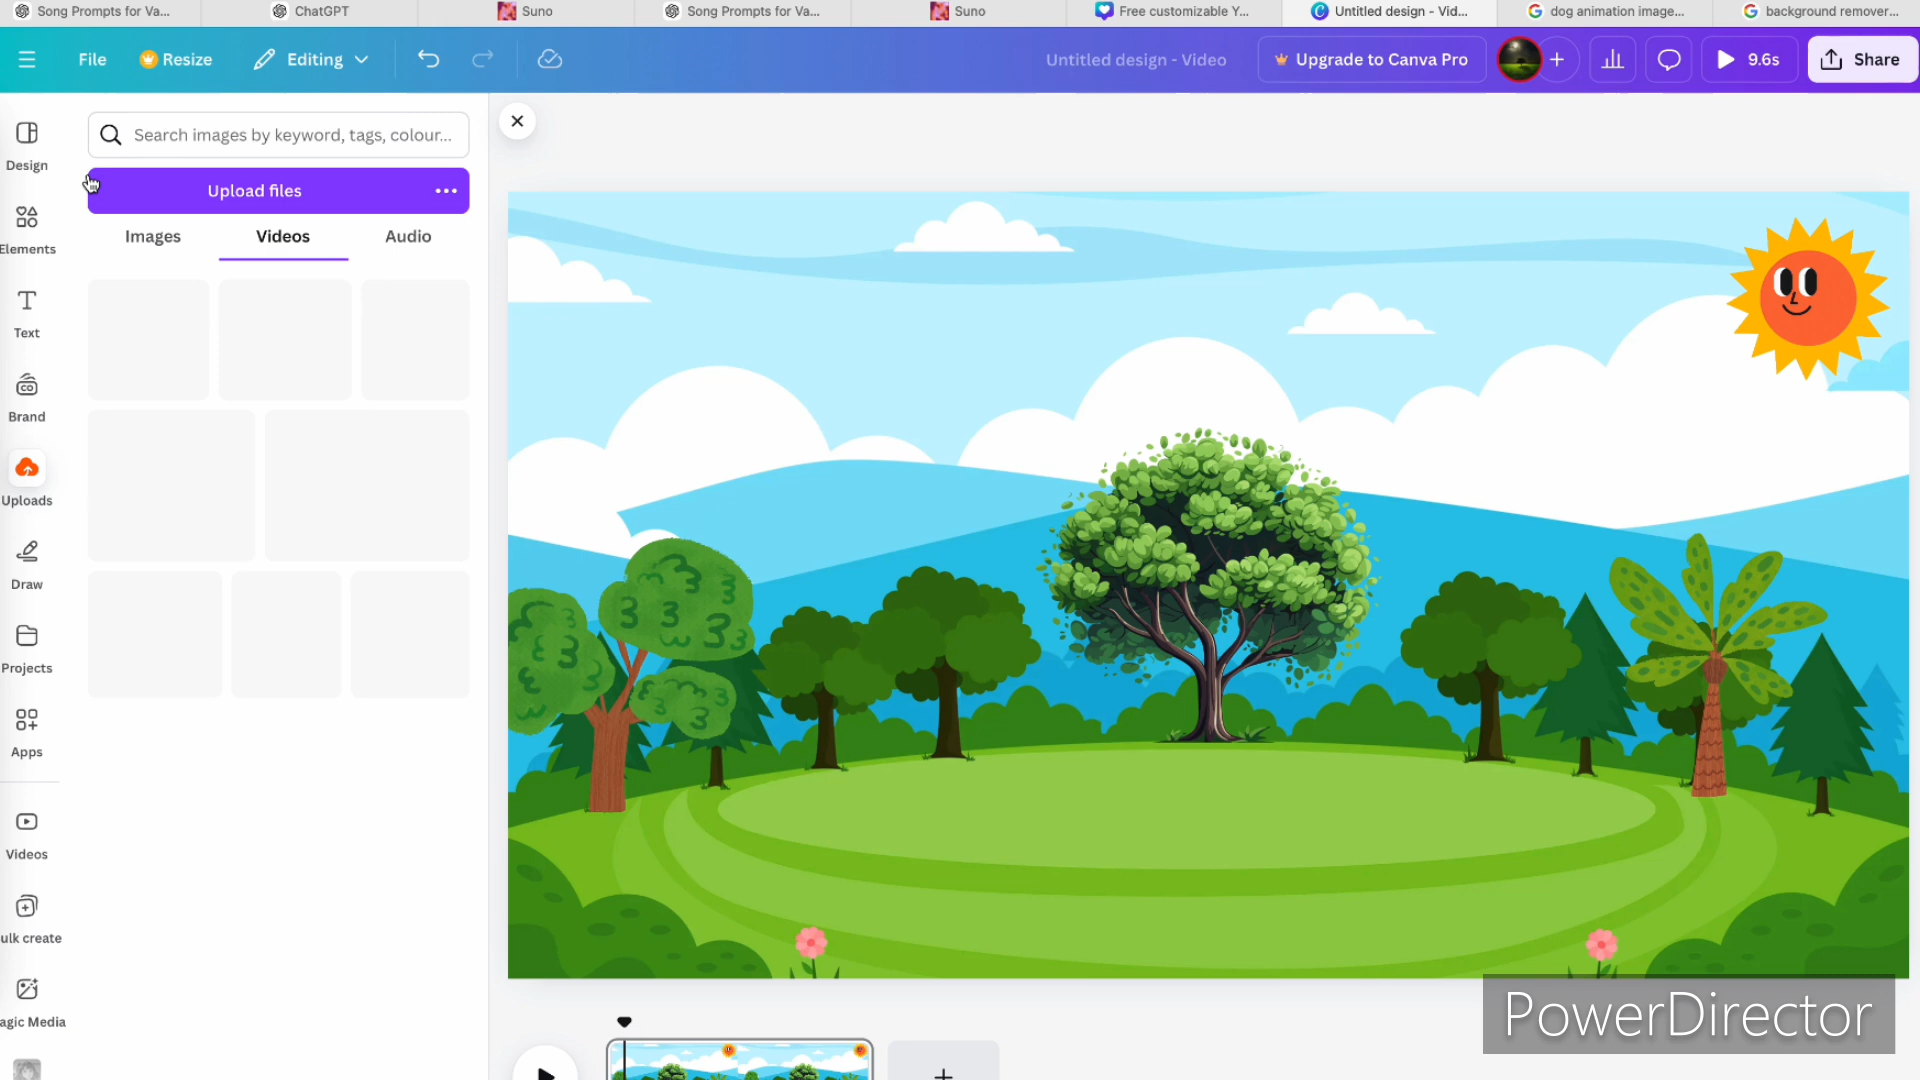 Song Prompts for Va... ChatGPT Suno Song Prompts for Va... Suno Free customizable Y... Untitled design - Vid... dog animation image... background remover...
File Resize Editing Untitled design - Video Upgrade to Canva Pro 9.6s Share
Search images by keyword, tags, colour...
Upload files
Images Videos Audio
Design
Elements
Text
Brand
Uploads
Draw
Projects
Apps
Videos
ulk create
agic Media
PowerDirector